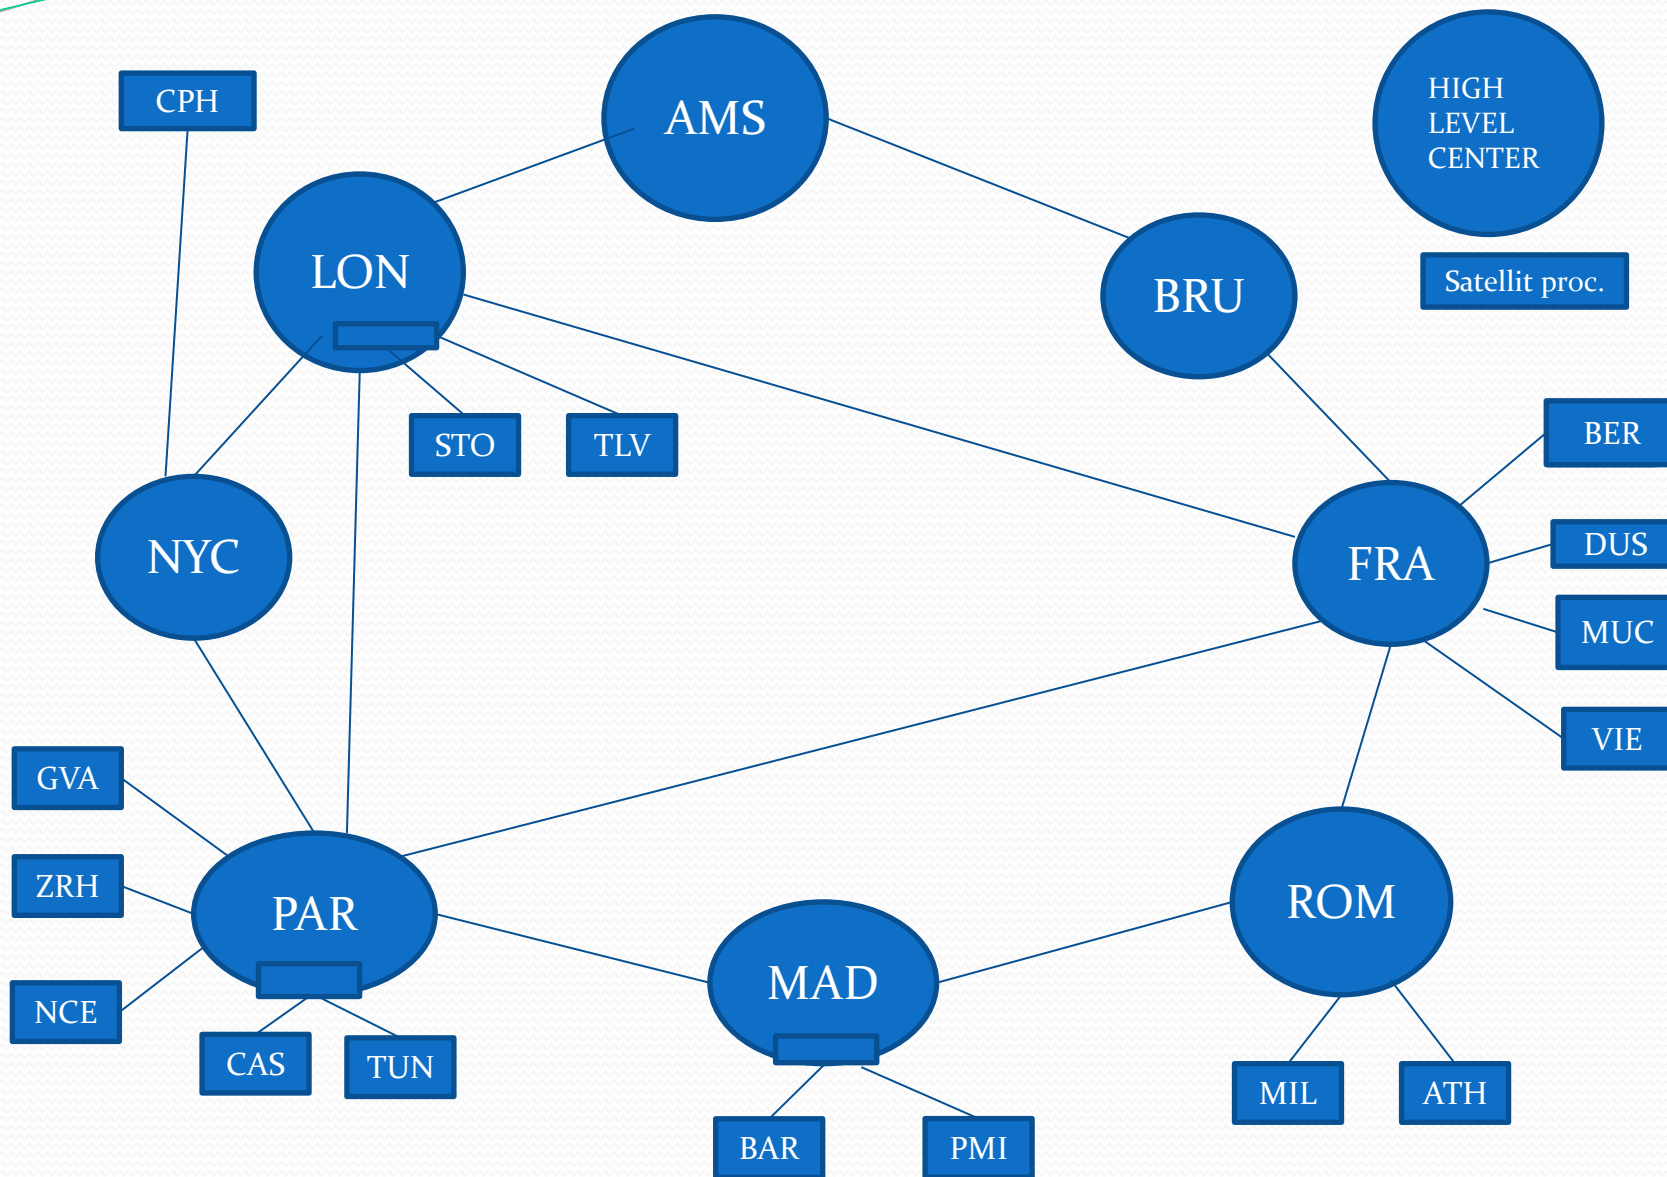 CPH
AMS
HIGH
LEVEL
CENTER
LON
BRU
Satellit proc.
STO
TLV
BER
NYC
FRA
DUS
MUC
VIE
GVA
ZRH
PAR
ROM
MAD
NCE
CAS
TUN
MIL
ATH
BAR
PMI